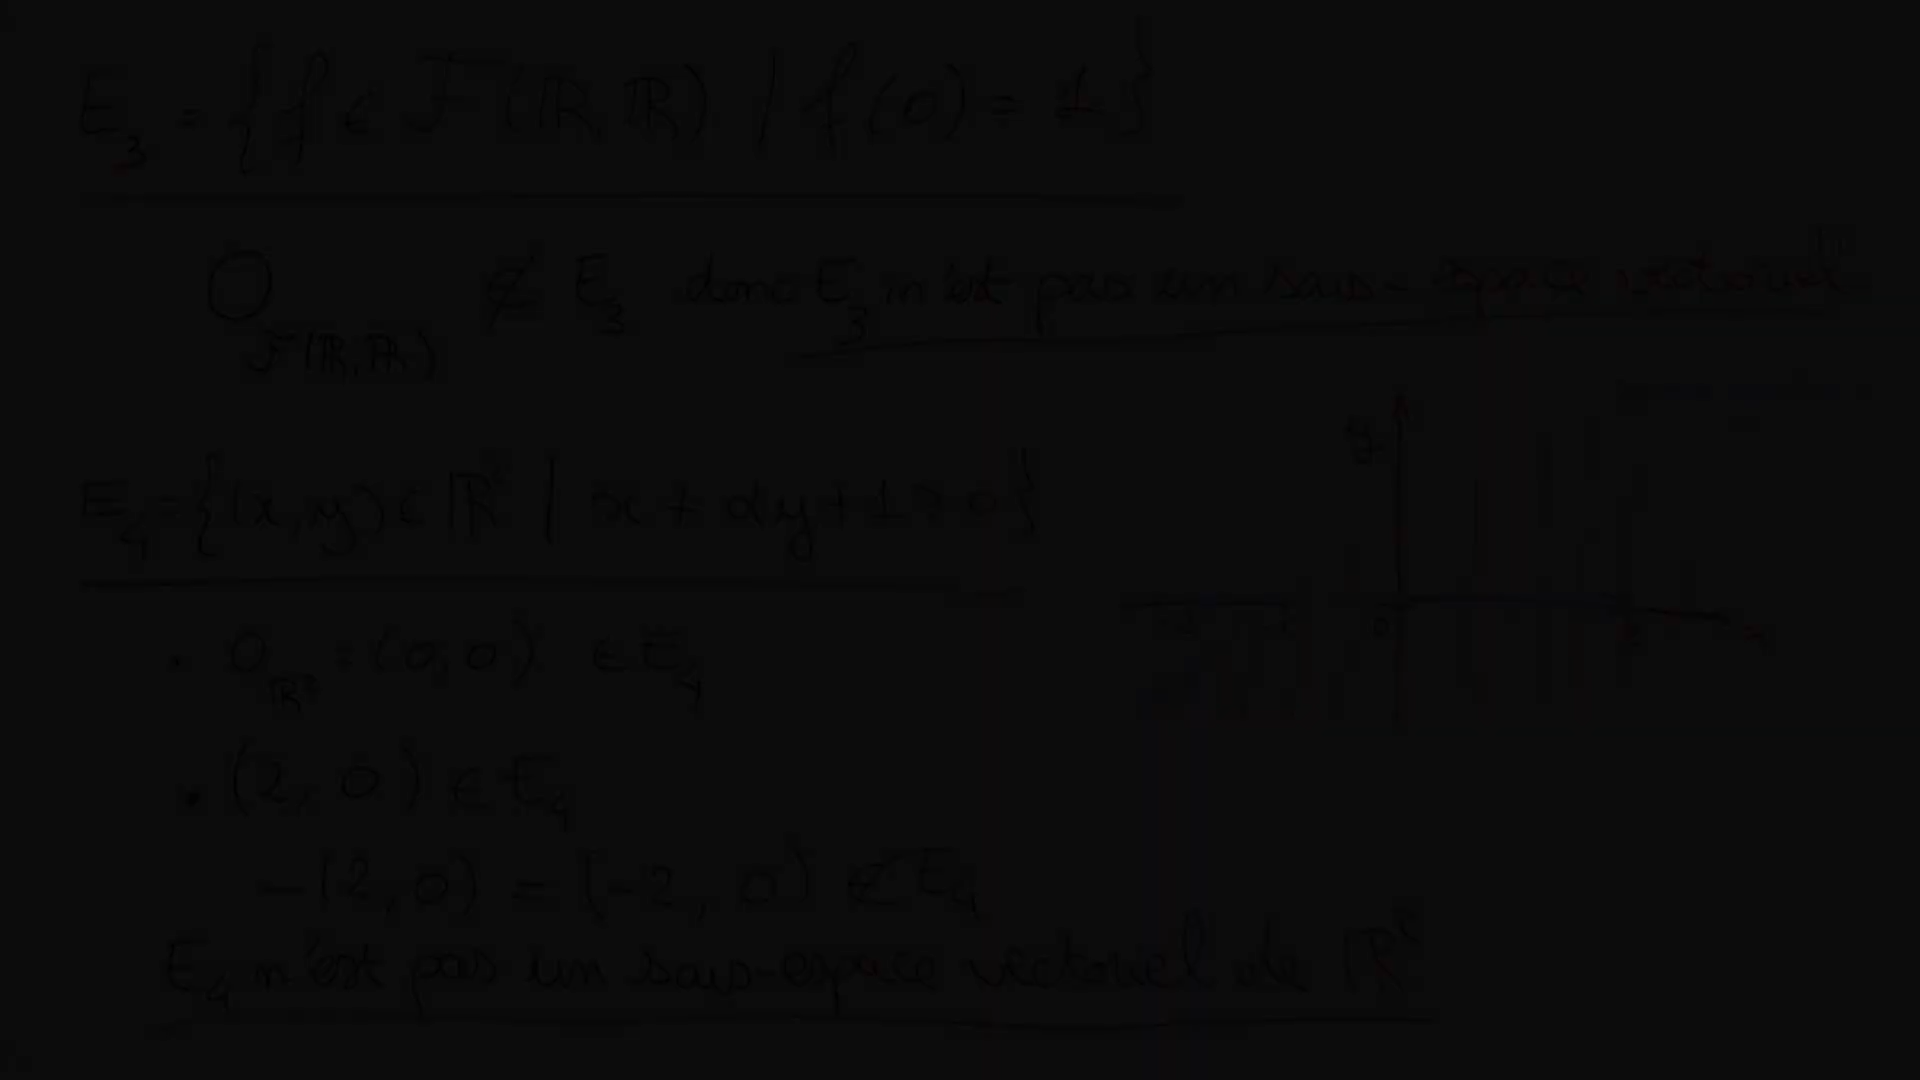 E₃ = {f ∈ F(ℝ, ℝ) / f(0) = 1}
0_F(ℝ,ℝ) ∉ E₃ donc E₃ n'est pas un sous-espace vectoriel
y
E₄ = {(x,y) ∈ ℝ² | x + 2y + 1 ≥ 0}
0
• 0_ℝ² = (0,0) ∈ E₄
• (2, 0) ∈ E₄
-(2,0) = (-2, 0) ∉ E₄
E₄ n'est pas un sous-espace vectoriel de ℝ²